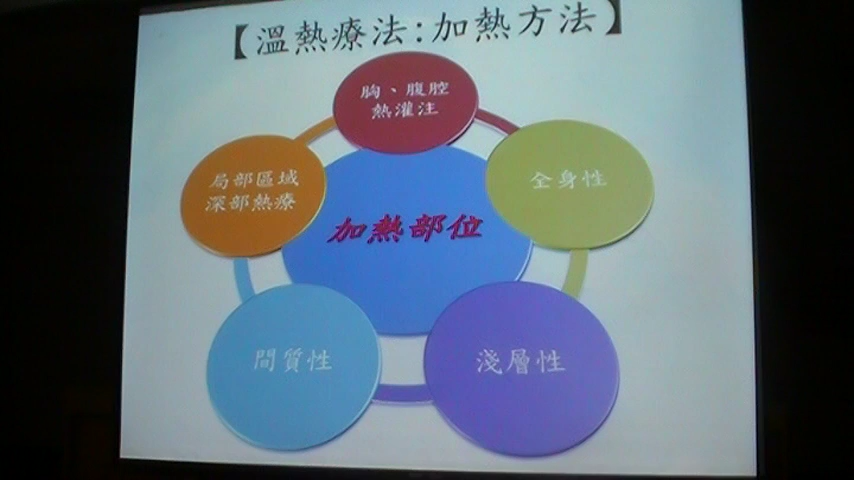 【溫熱療法:加熱方法】
胸、腹腔
熱灌注
全身性
局部區域
深部熱療
加熱部位
間質性
淺層性